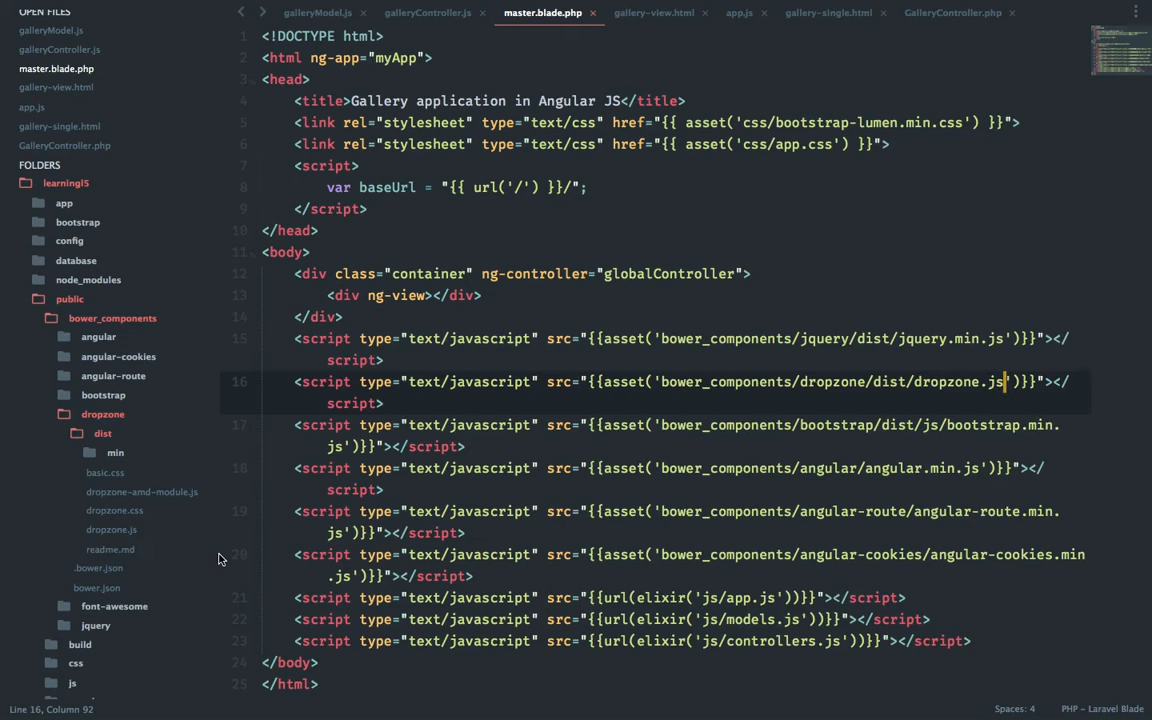 OPEN FILES
galleryModel.js
galleryController.js
master.blade.php
gallery-view.html
app.js
gallery-single.html
GalleryController.php
FOLDERS
learningl5
app
bootstrap
config
database
node_modules
public
bower_components
angular
angular-cookies
angular-route
bootstrap
dropzone
dist
min
basic.css
dropzone-amd-module.js
dropzone.css
dropzone.js
readme.md
.bower.json
bower.json
font-awesome
jquery
build
css
js
galleryModel.js × galleryController.js × master.blade.php × gallery-view.html × app.js × gallery-single.html × GalleryController.php ×
1 <!DOCTYPE html>
2 <html ng-app="myApp">
3 <head>
4 <title>Gallery application in Angular JS</title>
5 <link rel="stylesheet" type="text/css" href="{{ asset('css/bootstrap-lumen.min.css') }}">
6 <link rel="stylesheet" type="text/css" href="{{ asset('css/app.css') }}">
7 <script>
8 var baseUrl = "{{ url('/') }}/";
9 </script>
10 </head>
11 <body>
12 <div class="container" ng-controller="globalController">
13 <div ng-view></div>
14 </div>
15 <script type="text/javascript" src="{{asset('bower_components/jquery/dist/jquery.min.js')}}"></
script>
16 <script type="text/javascript" src="{{asset('bower_components/dropzone/dist/dropzone.js')}}"></
script>
17 <script type="text/javascript" src="{{asset('bower_components/bootstrap/dist/js/bootstrap.min.
js')}}"></script>
18 <script type="text/javascript" src="{{asset('bower_components/angular/angular.min.js')}}"></
script>
19 <script type="text/javascript" src="{{asset('bower_components/angular-route/angular-route.min.
js')}}"></script>
20 <script type="text/javascript" src="{{asset('bower_components/angular-cookies/angular-cookies.min
.js')}}"></script>
21 <script type="text/javascript" src="{{url(elixir('js/app.js'))}}"></script>
22 <script type="text/javascript" src="{{url(elixir('js/models.js'))}}"></script>
23 <script type="text/javascript" src="{{url(elixir('js/controllers.js'))}}"></script>
24 </body>
25 </html>
Line 16, Column 92
Spaces: 4
PHP - Laravel Blade